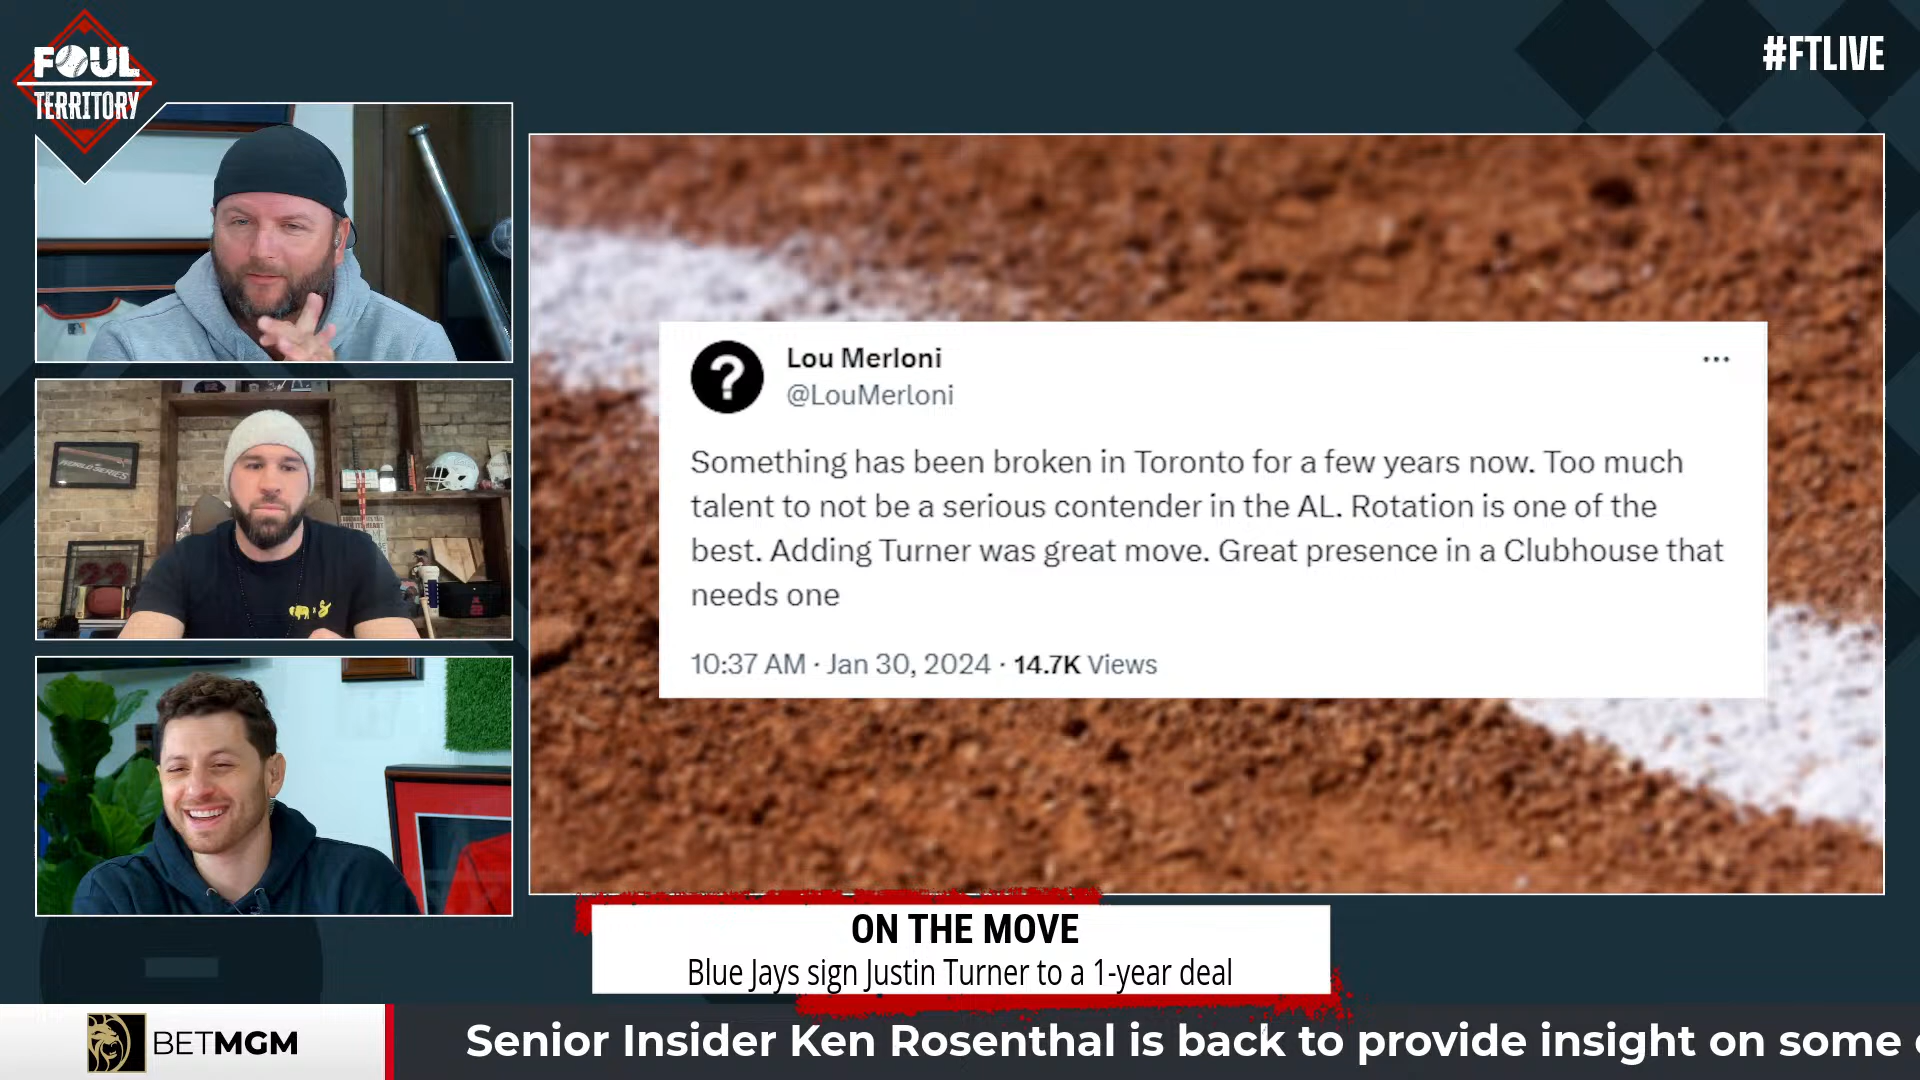 FOUL
TERRITORY
#FTLIVE
WORLD SERIES
Lou Merloni
@LouMerloni
Something has been broken in Toronto for a few years now. Too much
talent to not be a serious contender in the AL. Rotation is one of the
best. Adding Turner was great move. Great presence in a Clubhouse that
needs one
10:37 AM · Jan 30, 2024 · 14.7K Views
ON THE MOVE
Blue Jays sign Justin Turner to a 1-year deal
BETMGM
Senior Insider Ken Rosenthal is back to provide insight on some